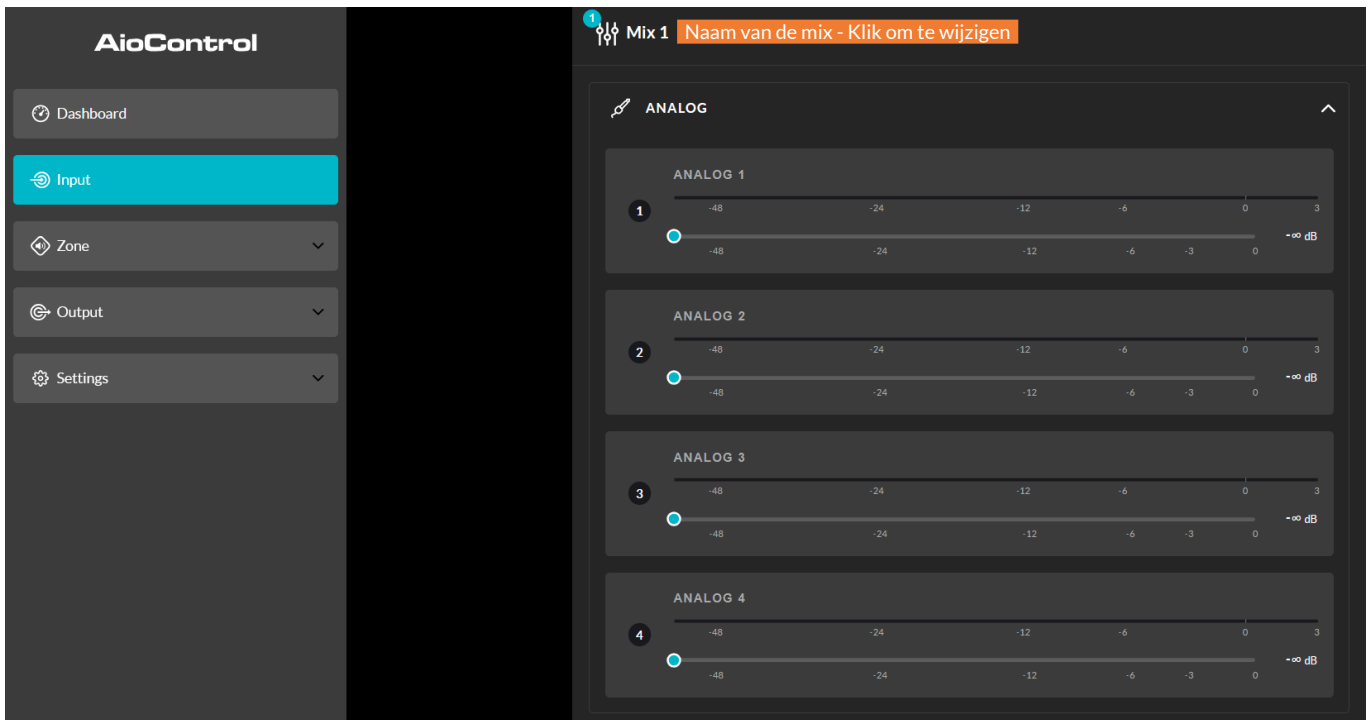 AioControl
Dashboard
Input
Zone
Output
Settings
1
Mix 1 Naam van de mix - Klik om te wijzigen
ANALOG
ANALOG 1
1
-48 -24 -12 -6 0 3
-∞ dB
-48 -24 -12 -6 -3 0
ANALOG 2
2
-48 -24 -12 -6 0 3
-∞ dB
-48 -24 -12 -6 -3 0
ANALOG 3
3
-48 -24 -12 -6 0 3
-∞ dB
-48 -24 -12 -6 -3 0
ANALOG 4
4
-48 -24 -12 -6 0 3
-∞ dB
-48 -24 -12 -6 -3 0